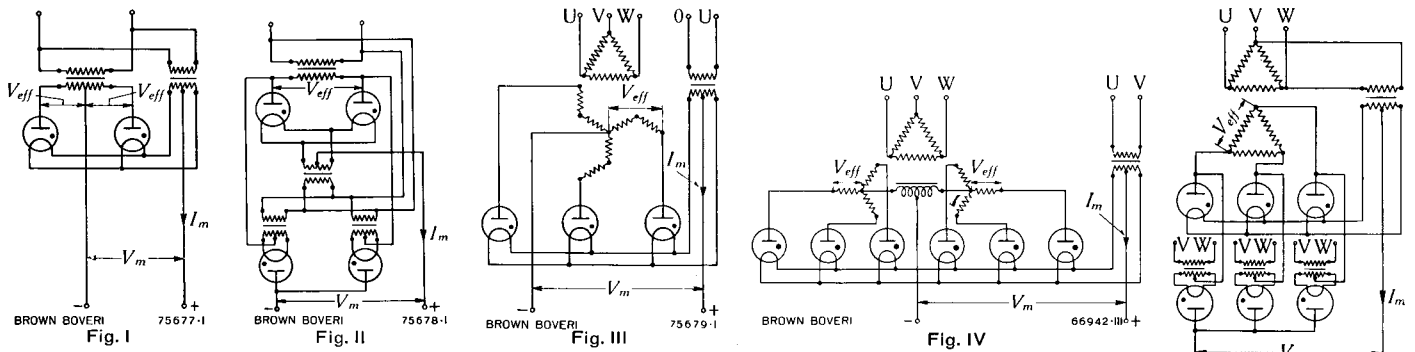 V_eff V_eff
I_m
V_m
- +
BROWN BOVERI 75677·I
Fig. I
V_eff
I_m
V_m
- +
BROWN BOVERI 75678·I
Fig. II
U V W O U
V_eff
I_m
V_m
- +
BROWN BOVERI 75679·I
Fig. III
U V W U V
V_eff V_eff
I_m
V_m
- +
BROWN BOVERI 66942·III
Fig. IV
U V W
V_eff
V W V W V W
I_m